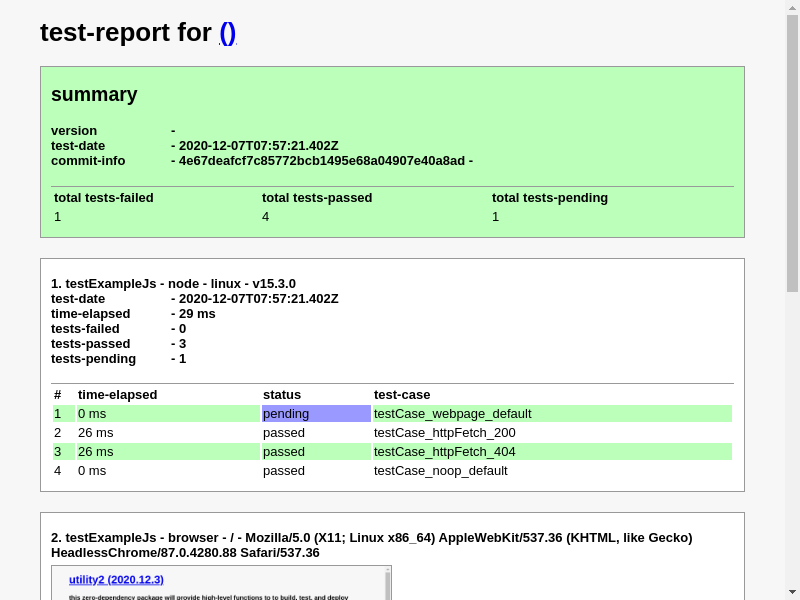 test-report for ()
summary
version -
test-date - 2020-12-07T07:57:21.402Z
commit-info - 4e67deafcf7c85772bcb1495e68a04907e40a8ad -
total tests-failed total tests-passed total tests-pending
1 4 1
1. testExampleJs - node - linux - v15.3.0
test-date - 2020-12-07T07:57:21.402Z
time-elapsed - 29 ms
tests-failed - 0
tests-passed - 3
tests-pending - 1
# time-elapsed status test-case
1 0 ms pending testCase_webpage_default
2 26 ms passed testCase_httpFetch_200
3 26 ms passed testCase_httpFetch_404
4 0 ms passed testCase_noop_default
2. testExampleJs - browser - / - Mozilla/5.0 (X11; Linux x86_64) AppleWebKit/537.36 (KHTML, like Gecko)
HeadlessChrome/87.0.4280.88 Safari/537.36
utility2 (2020.12.3)
this zero-dependency package will provide high-level functions to to build, test, and deploy